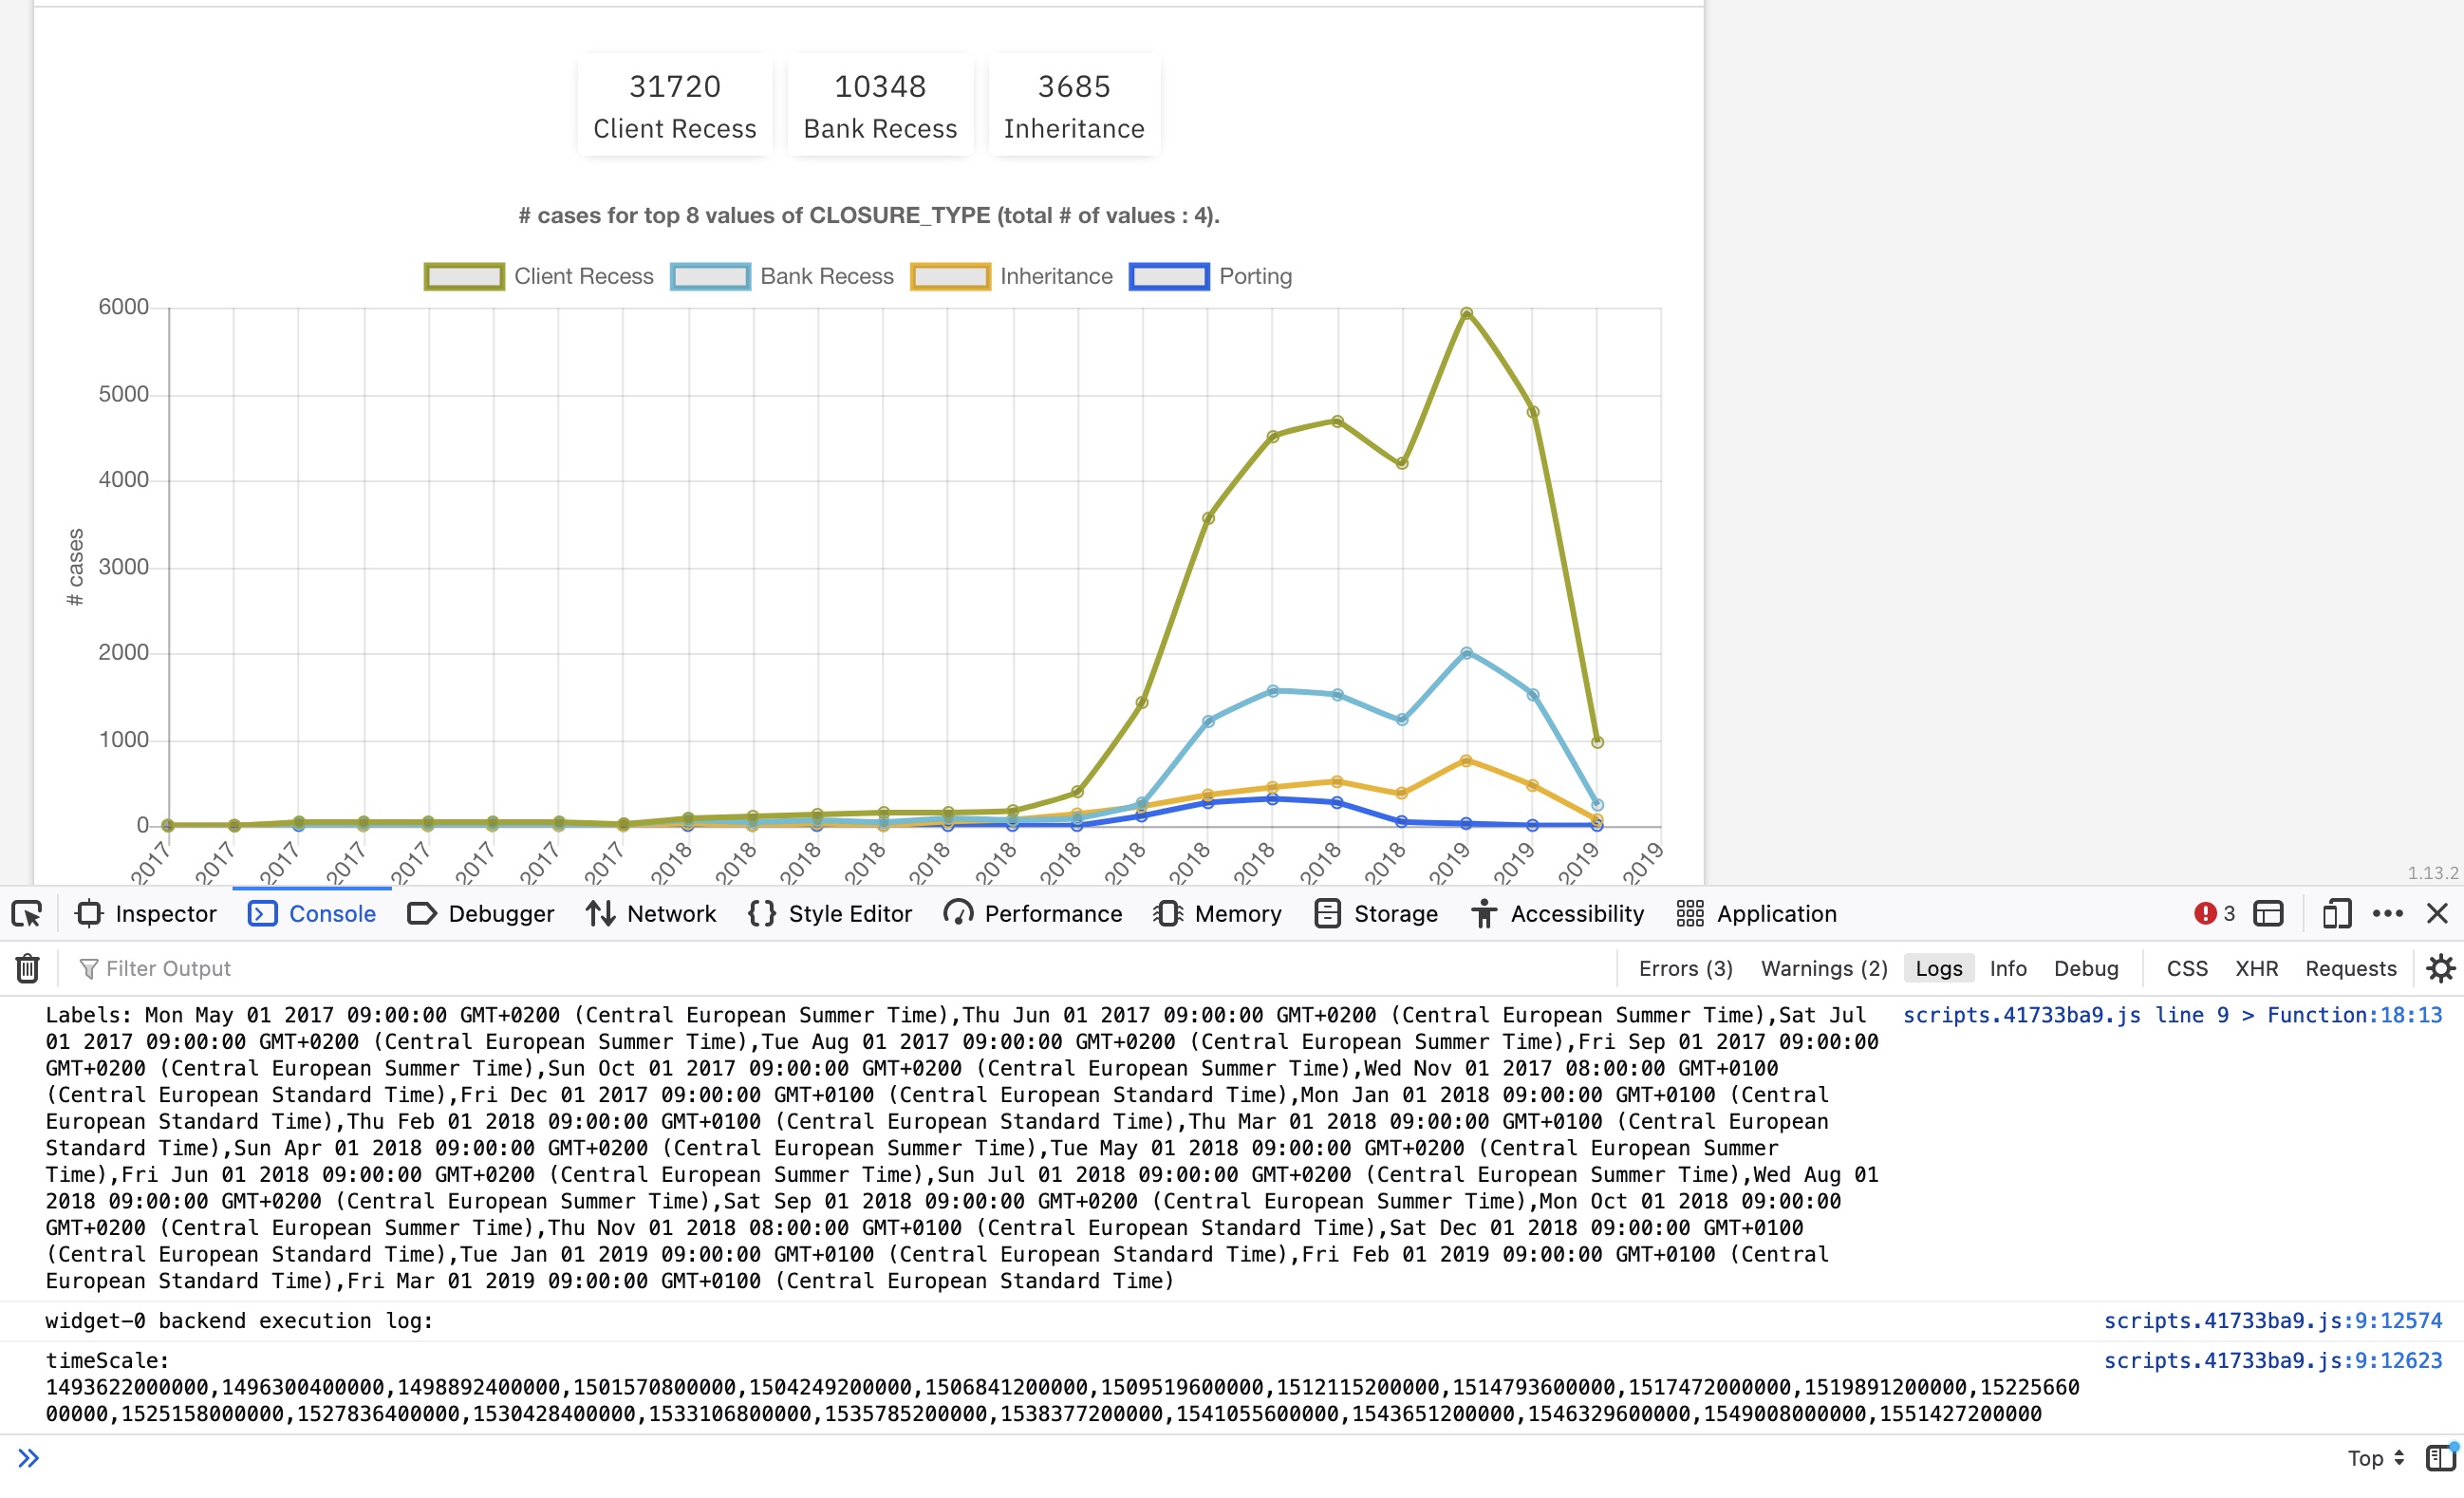 31720 10348 3685
Client Recess Bank Recess Inheritance
# cases for top 8 values of CLOSURE_TYPE (total # of values : 4).
Client Recess Bank Recess Inheritance Porting
6000
5000
4000
3000
2000
1000
0
# cases
2017 2017 2017 2017 2017 2017 2017 2017 2018 2018 2018 2018 2018 2018 2018 2018 2018 2018 2018 2018 2019 2019 2019 2019
1.13.2
Inspector Console Debugger Network Style Editor Performance Memory Storage Accessibility Application 3
Filter Output Errors (3) Warnings (2) Logs Info Debug CSS XHR Requests
Labels: Mon May 01 2017 09:00:00 GMT+0200 (Central European Summer Time),Thu Jun 01 2017 09:00:00 GMT+0200 (Central European Summer Time),Sat Jul scripts.41733ba9.js line 9 > Function:18:13
01 2017 09:00:00 GMT+0200 (Central European Summer Time),Tue Aug 01 2017 09:00:00 GMT+0200 (Central European Summer Time),Fri Sep 01 2017 09:00:00
GMT+0200 (Central European Summer Time),Sun Oct 01 2017 09:00:00 GMT+0200 (Central European Summer Time),Wed Nov 01 2017 08:00:00 GMT+0100
(Central European Standard Time),Fri Dec 01 2017 09:00:00 GMT+0100 (Central European Standard Time),Mon Jan 01 2018 09:00:00 GMT+0100 (Central
European Standard Time),Thu Feb 01 2018 09:00:00 GMT+0100 (Central European Standard Time),Thu Mar 01 2018 09:00:00 GMT+0100 (Central European
Standard Time),Sun Apr 01 2018 09:00:00 GMT+0200 (Central European Summer Time),Tue May 01 2018 09:00:00 GMT+0200 (Central European Summer
Time),Fri Jun 01 2018 09:00:00 GMT+0200 (Central European Summer Time),Sun Jul 01 2018 09:00:00 GMT+0200 (Central European Summer Time),Wed Aug 01
2018 09:00:00 GMT+0200 (Central European Summer Time),Sat Sep 01 2018 09:00:00 GMT+0200 (Central European Summer Time),Mon Oct 01 2018 09:00:00
GMT+0200 (Central European Summer Time),Thu Nov 01 2018 08:00:00 GMT+0100 (Central European Standard Time),Sat Dec 01 2018 09:00:00 GMT+0100
(Central European Standard Time),Tue Jan 01 2019 09:00:00 GMT+0100 (Central European Standard Time),Fri Feb 01 2019 09:00:00 GMT+0100 (Central
European Standard Time),Fri Mar 01 2019 09:00:00 GMT+0100 (Central European Standard Time)
widget-0 backend execution log: scripts.41733ba9.js:9:12574
timeScale: scripts.41733ba9.js:9:12623
1493622000000,1496300400000,1498892400000,1501570800000,1504249200000,1506841200000,1509519600000,1512115200000,1514793600000,1517472000000,1519891200000,15225660
00000,1525158000000,1527836400000,1530428400000,1533106800000,1535785200000,1538377200000,1541055600000,1543651200000,1546329600000,1549008000000,1551427200000
Top